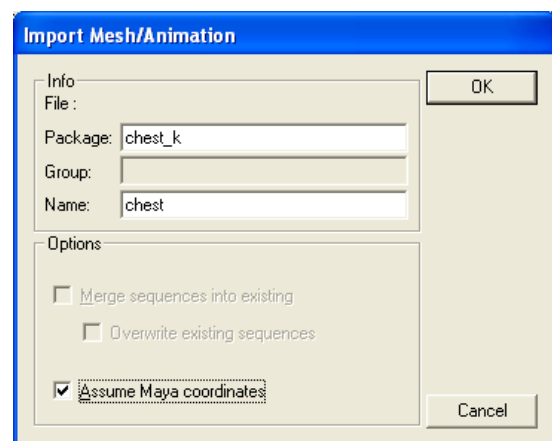 Import Mesh/Animation
Info
File :
OK
Package: chest_k
Group:
Name: chest
Options
Merge sequences into existing
Overwrite existing sequences
Assume Maya coordinates
Cancel